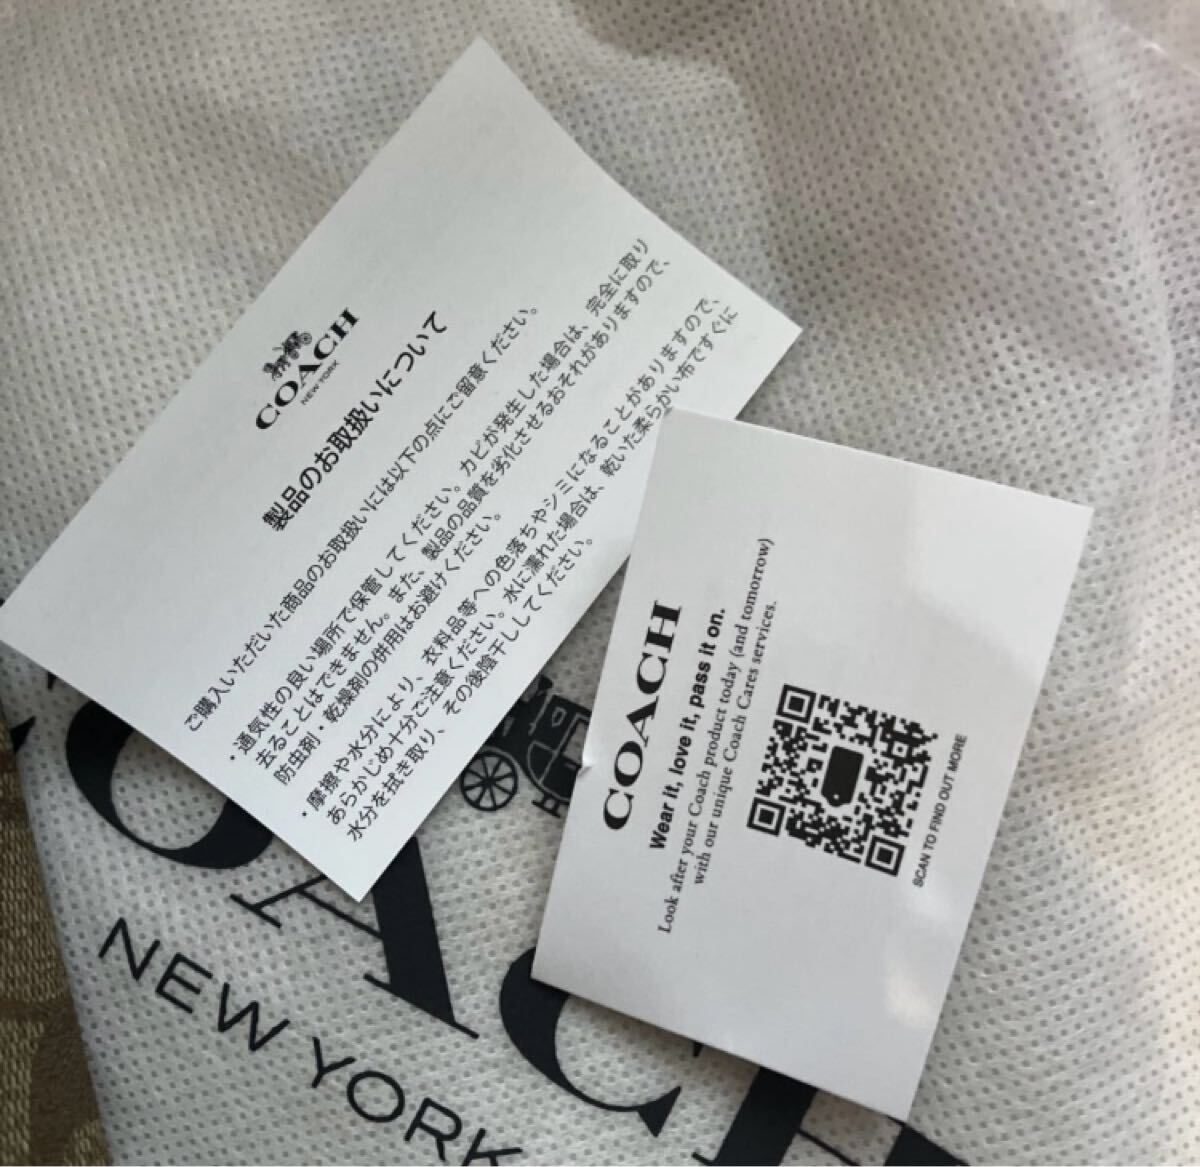 COACH
NEW YORK
製品のお取扱いについて
ご購入いただいた商品のお取扱いには以下の点にご留意ください。
・通気性の良い場所で保管してください。カビが発生した場合は、完全に取り
去ることはできません。また、製品の品質を劣化させるおそれがありますので、
防虫剤・乾燥剤の併用はお避けください。
・摩擦や水分により、衣料品等への色落ちやシミになることがありますので、
あらかじめ十分ご注意ください。水に濡れた場合は、乾いた柔らかい布ですぐに
水分を拭き取り、その後陰干ししてください。
COACH
Wear it, love it, pass it on.
Look after your Coach product today (and tomorrow)
with our unique Coach Cares services.
SCAN TO FIND OUT MORE
COACH
NEW YORK